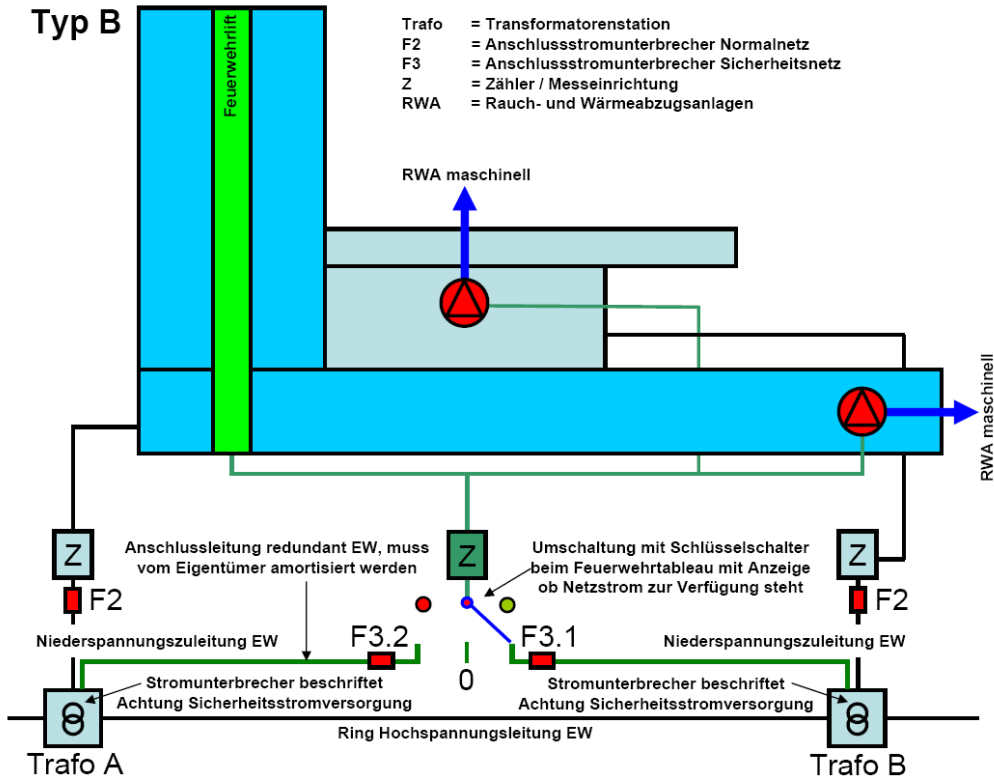 Typ B
Feuerwehrlift
Trafo = Transformatorenstation
F2 = Anschlussstromunterbrecher Normalnetz
F3 = Anschlussstromunterbrecher Sicherheitsnetz
Z = Zähler / Messeinrichtung
RWA = Rauch- und Wärmeabzugsanlagen
RWA maschinell
RWA maschinell
Z
F2
Anschlussleitung redundant EW, muss
vom Eigentümer amortisiert werden
Z
Umschaltung mit Schlüsselschalter
beim Feuerwehrtableau mit Anzeige
ob Netzstrom zur Verfügung steht
Z
F2
Niederspannungszuleitung EW
F3.2
0
F3.1
Niederspannungszuleitung EW
Stromunterbrecher beschriftet
Achtung Sicherheitsstromversorgung
Stromunterbrecher beschriftet
Achtung Sicherheitsstromversorgung
Ring Hochspannungsleitung EW
Trafo A
Trafo B